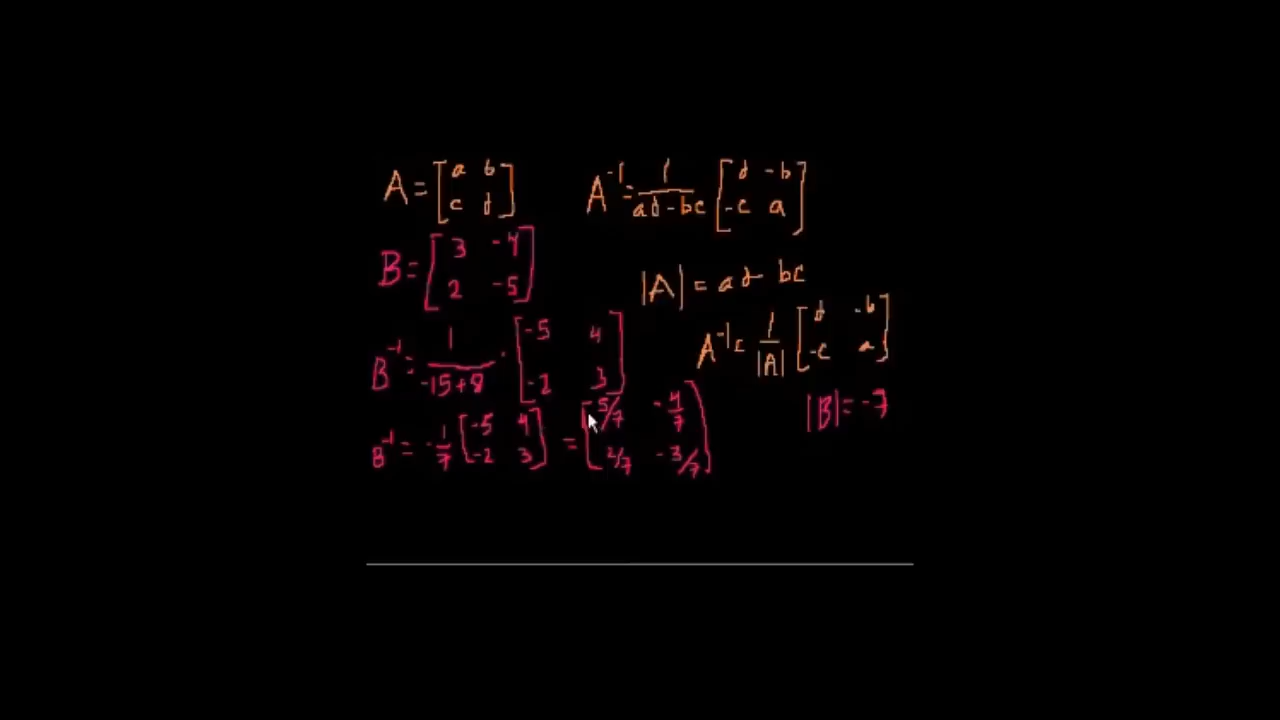 A = [a b; c d] A⁻¹ = 1/(ad - bc) [d -b; -c a]
B = [3 -4; 2 -5]
|A| = ad - bc
B⁻¹ = 1/(-15+8) · [-5 4; -2 3]
A⁻¹ = 1/|A| [d -b; -c a]
B⁻¹ = -1/7 [-5 4; -2 3] = [5/7 -4/7; 2/7 -3/7]
|B| = -7